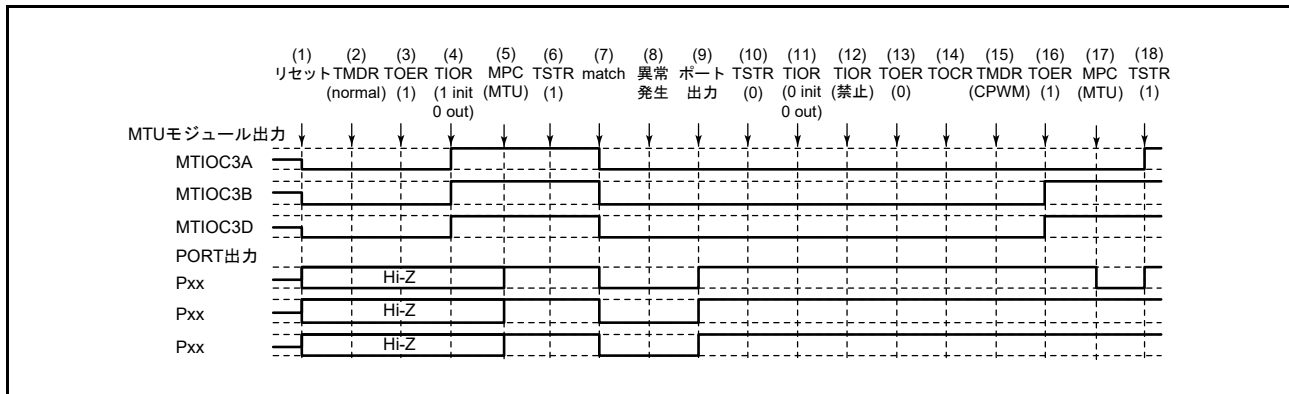 (1) (2) (3) (4) (5) (6) (7) (8) (9) (10) (11) (12) (13) (14) (15) (16) (17) (18)
リセット TMDR TOER TIOR MPC TSTR match 異常 ポート TSTR TIOR TIOR TOER TOCR TMDR TOER MPC TSTR
(normal) (1) (1 init (MTU) (1) 発生 出力 (0) (0 init (禁止) (0) (CPWM) (1) (MTU) (1)
0 out) 0 out)
MTUモジュール出力
MTIOC3A
MTIOC3B
MTIOC3D
PORT出力
Pxx Hi-Z
Pxx Hi-Z
Pxx Hi-Z